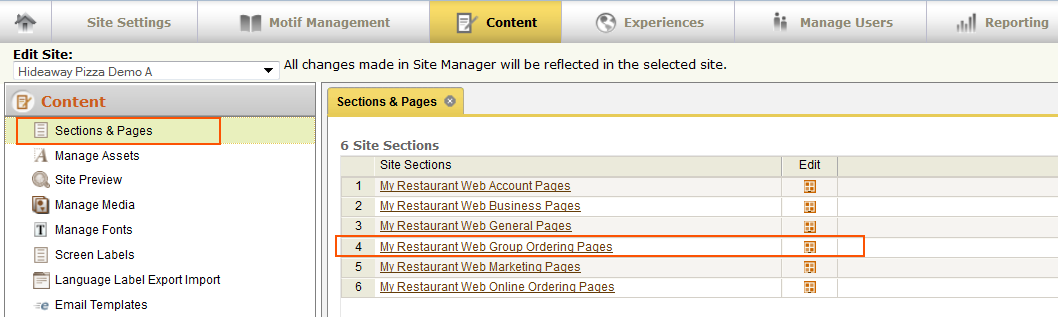 Site Settings Motif Management Content Experiences Manage Users Reporting
Edit Site:
Hideaway Pizza Demo A All changes made in Site Manager will be reflected in the selected site.
Content
Sections & Pages
Manage Assets
Site Preview
Manage Media
Manage Fonts
Screen Labels
Language Label Export Import
Email Templates
Sections & Pages
6 Site Sections
Site Sections Edit
1 My Restaurant Web Account Pages
2 My Restaurant Web Business Pages
3 My Restaurant Web General Pages
4 My Restaurant Web Group Ordering Pages
5 My Restaurant Web Marketing Pages
6 My Restaurant Web Online Ordering Pages